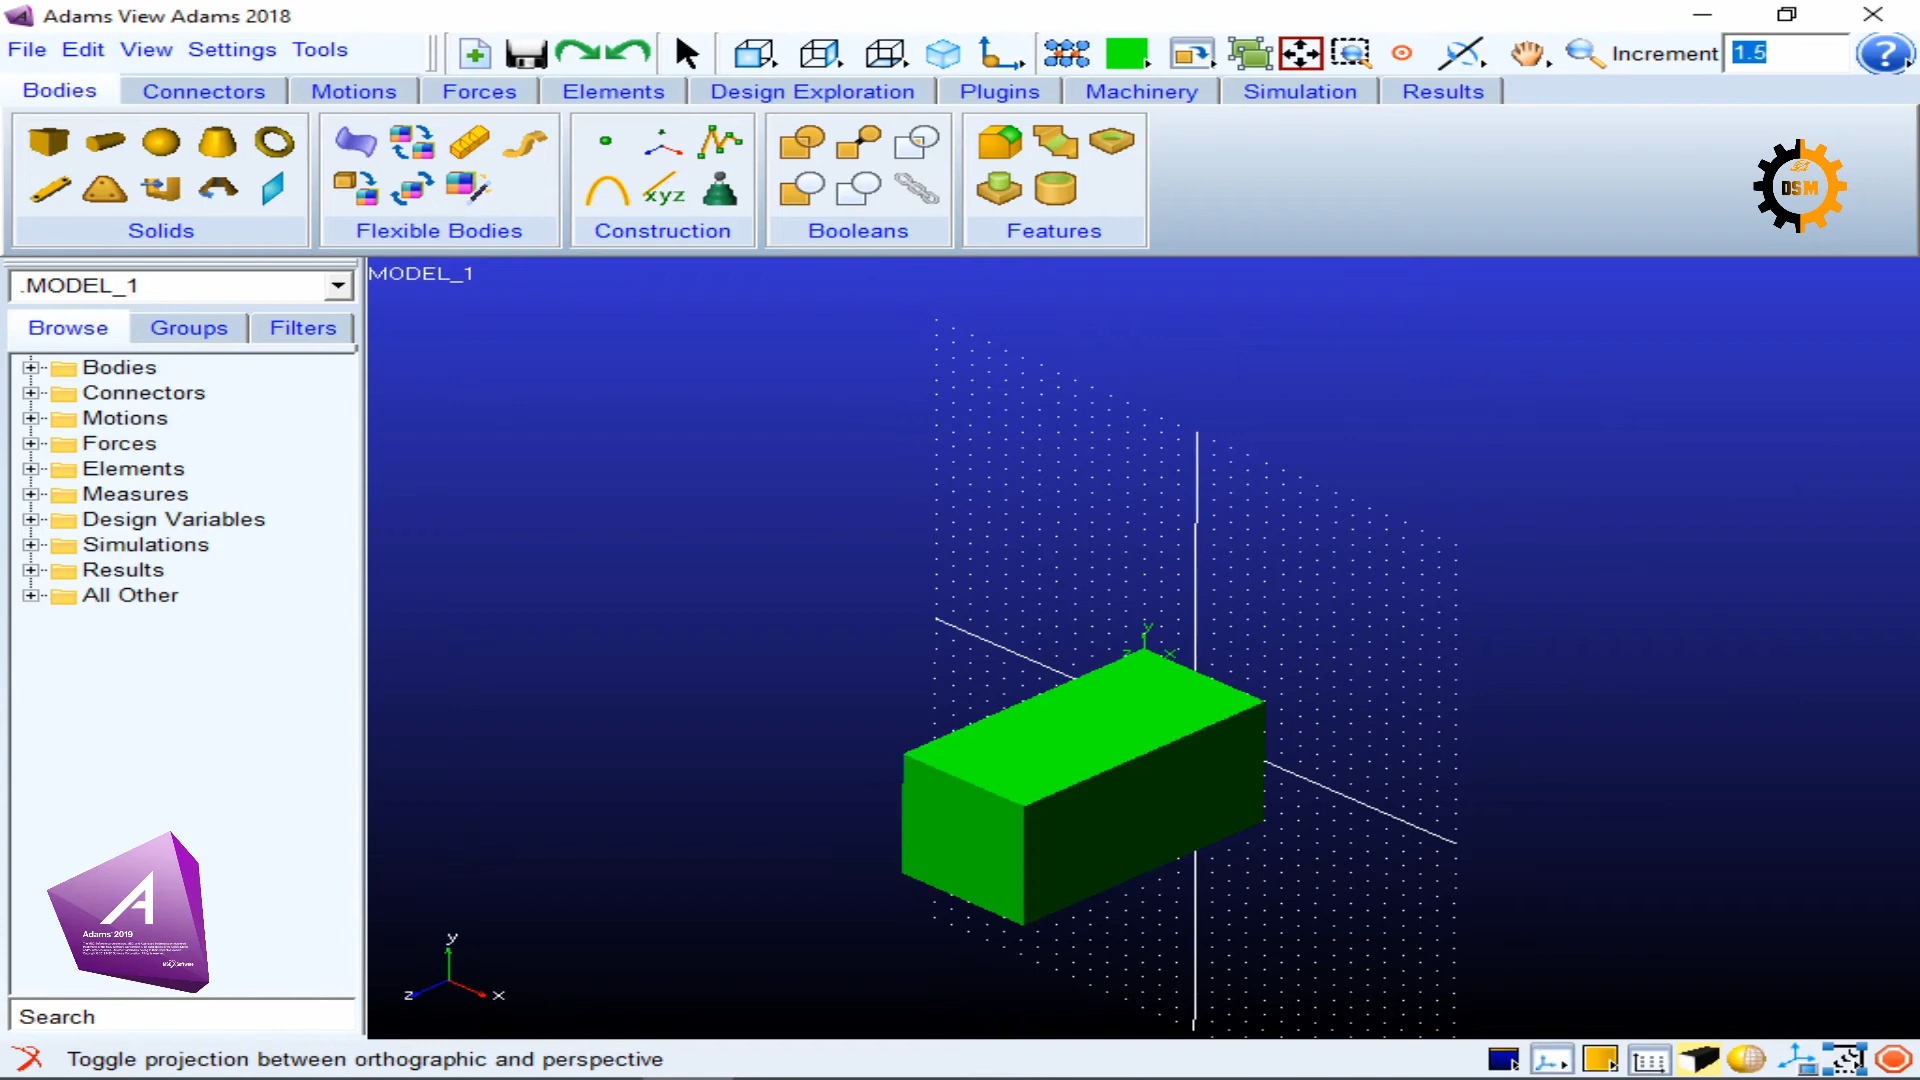 Adams View Adams 2018
File Edit View Settings Tools
Increment 1.5
Bodies Connectors Motions Forces Elements Design Exploration Plugins Machinery Simulation Results
xyz
Solids Flexible Bodies Construction Booleans Features
DSM
.MODEL_1
Browse Groups Filters
Bodies
Connectors
Motions
Forces
Elements
Measures
Design Variables
Simulations
Results
All Other
Adams 2019
Search
MODEL_1
y
z x
y
z x
Toggle projection between orthographic and perspective